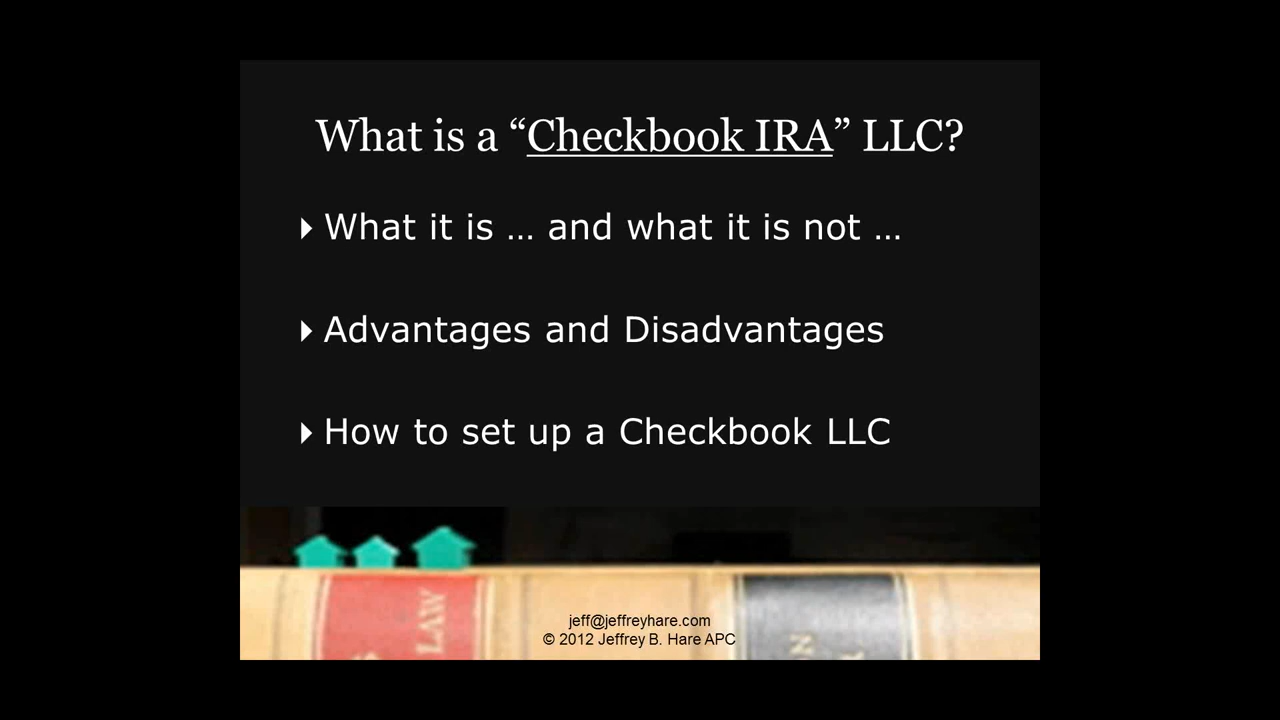 What is a “Checkbook IRA” LLC?
What it is … and what it is not …
Advantages and Disadvantages
How to set up a Checkbook LLC
LAW
jeff@jeffreyhare.com
© 2012 Jeffrey B. Hare APC